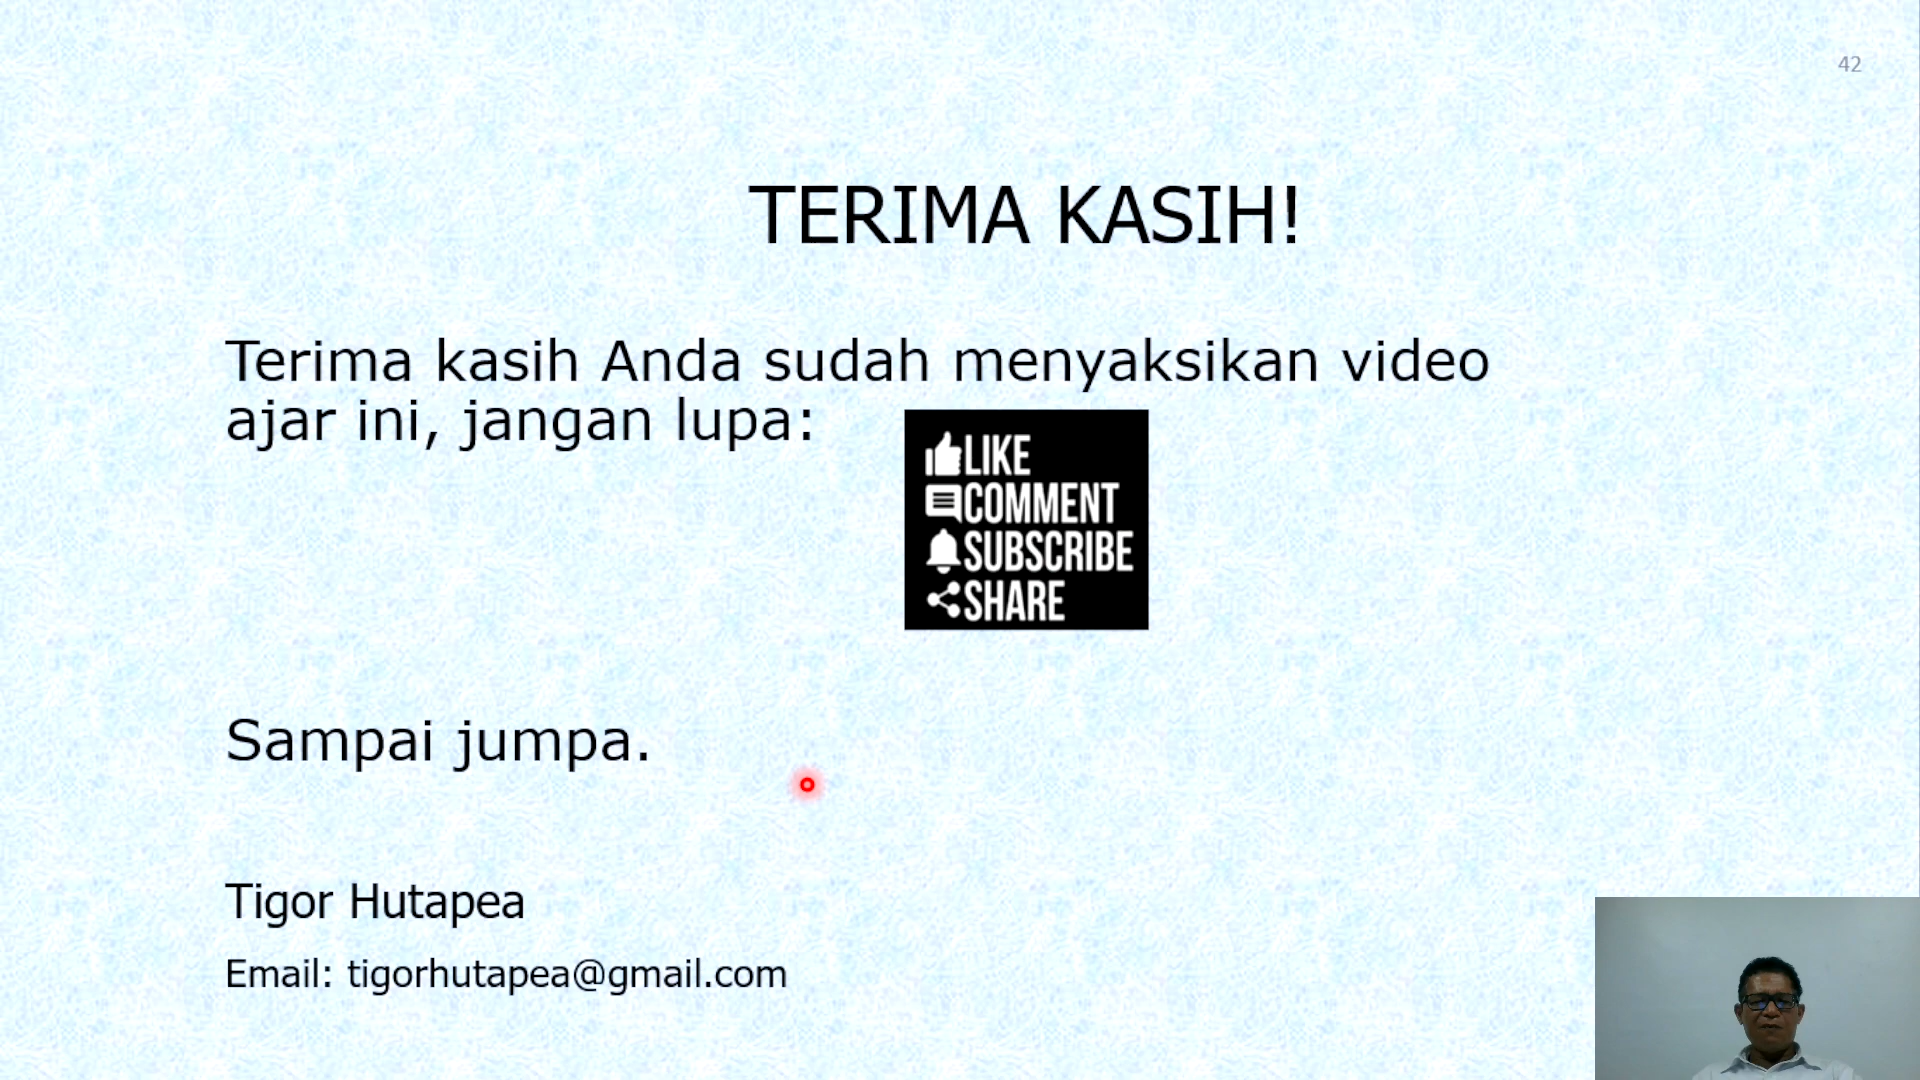 42
TERIMA KASIH!
Terima kasih Anda sudah menyaksikan video
ajar ini, jangan lupa:
LIKE
COMMENT
SUBSCRIBE
SHARE
Sampai jumpa.
Tigor Hutapea
Email: tigorhutapea@gmail.com